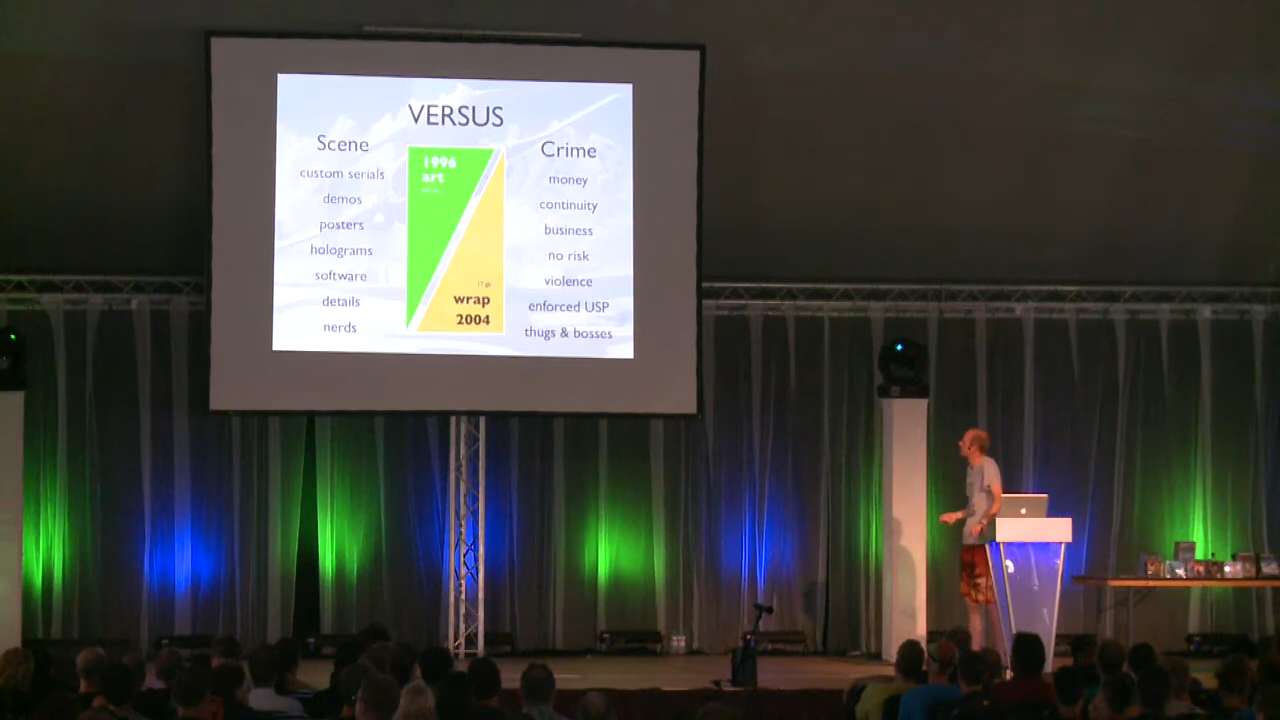 VERSUS
Scene
custom serials
demos
posters
holograms
software
details
nerds
1996
art
wrap
2004
Crime
money
continuity
business
no risk
violence
enforced USP
thugs & bosses